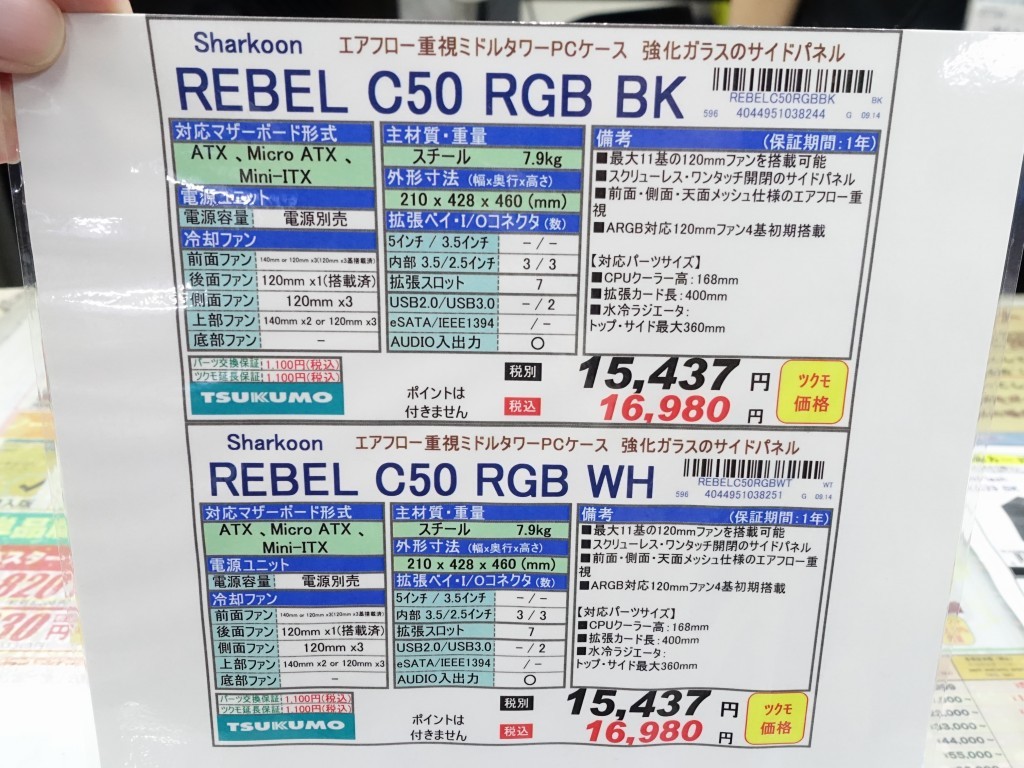 Sharkoon エアフロー重視ミドルタワーPCケース 強化ガラスのサイドパネル
REBEL C50 RGB BK
REBELC50RGBBK BK
596 4044951038244 G 09.14
対応マザーボード形式
ATX 、Micro ATX 、
Mini-ITX
電源ユニット
電源容量 電源別売
冷却ファン
前面ファン 140mm or 120mm x3(120mm x3基搭載済)
後面ファン 120mm x1(搭載済)
側面ファン 120mm x3
上部ファン 140mm x2 or 120mm x3
底部ファン −
主材質・重量
スチール 7.9kg
外形寸法 (幅x奥行x高さ)
210 x 428 x 460 (mm)
拡張ベイ・I/Oコネクタ (数)
5インチ / 3.5インチ − / −
内部 3.5/2.5インチ 3 / 3
拡張スロット 7
USB2.0/USB3.0 − / 2
eSATA/IEEE1394 / −
AUDIO入出力 ○
備考 (保証期間:1年)
■最大11基の120mmファンを搭載可能
■スクリューレス・ワンタッチ開閉のサイドパネル
■前面・側面・天面メッシュ仕様のエアフロー重
視
■ARGB対応120mmファン4基初期搭載
【対応パーツサイズ】
■CPUクーラー高:168mm
■拡張カード長:400mm
■水冷ラジエータ:
トップ・サイド最大360mm
パーツ交換保証:1,100円(税込)
ツクモ延長保証:1,100円(税込)
TSUKUMO
ポイントは
付きません
税別 15,437 円
税込 16,980 円
ツクモ
価格
Sharkoon エアフロー重視ミドルタワーPCケース 強化ガラスのサイドパネル
REBEL C50 RGB WH
REBELC50RGBWT WT
596 4044951038251 G 09.14
対応マザーボード形式
ATX 、Micro ATX 、
Mini-ITX
電源ユニット
電源容量 電源別売
冷却ファン
前面ファン 140mm or 120mm x3(120mm x3基搭載済)
後面ファン 120mm x1(搭載済)
側面ファン 120mm x3
上部ファン 140mm x2 or 120mm x3
底部ファン −
主材質・重量
スチール 7.9kg
外形寸法 (幅x奥行x高さ)
210 x 428 x 460 (mm)
拡張ベイ・I/Oコネクタ (数)
5インチ / 3.5インチ − / −
内部 3.5/2.5インチ 3 / 3
拡張スロット 7
USB2.0/USB3.0 − / 2
eSATA/IEEE1394 / −
AUDIO入出力 ○
備考 (保証期間:1年)
■最大11基の120mmファンを搭載可能
■スクリューレス・ワンタッチ開閉のサイドパネル
■前面・側面・天面メッシュ仕様のエアフロー重
視
■ARGB対応120mmファン4基初期搭載
【対応パーツサイズ】
■CPUクーラー高:168mm
■拡張カード長:400mm
■水冷ラジエータ:
トップ・サイド最大360mm
パーツ交換保証:1,100円(税込)
ツクモ延長保証:1,100円(税込)
TSUKUMO
ポイントは
付きません
税別 15,437 円
税込 16,980 円
ツクモ
価格